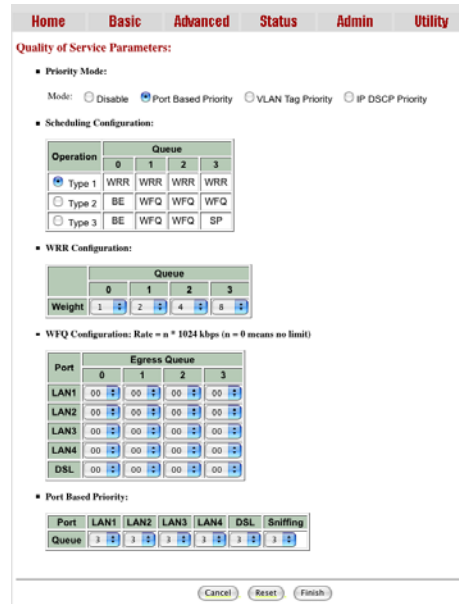 Home Basic Advanced Status Admin Utility
Quality of Service Parameters:
Priority Mode:
Mode: Disable Port Based Priority VLAN Tag Priority IP DSCP Priority
Scheduling Configuration:
Operation Queue
0 1 2 3
Type 1 WRR WRR WRR WRR
Type 2 BE WFQ WFQ WFQ
Type 3 BE WFQ WFQ SP
WRR Configuration:
Queue
0 1 2 3
Weight 1 2 4 8
WFQ Configuration: Rate = n * 1024 kbps (n = 0 means no limit)
Port Egress Queue
0 1 2 3
LAN1 00 00 00 00
LAN2 00 00 00 00
LAN3 00 00 00 00
LAN4 00 00 00 00
DSL 00 00 00 00
Port Based Priority:
Port LAN1 LAN2 LAN3 LAN4 DSL Sniffing
Queue 3 3 3 3 3 3
Cancel Reset Finish